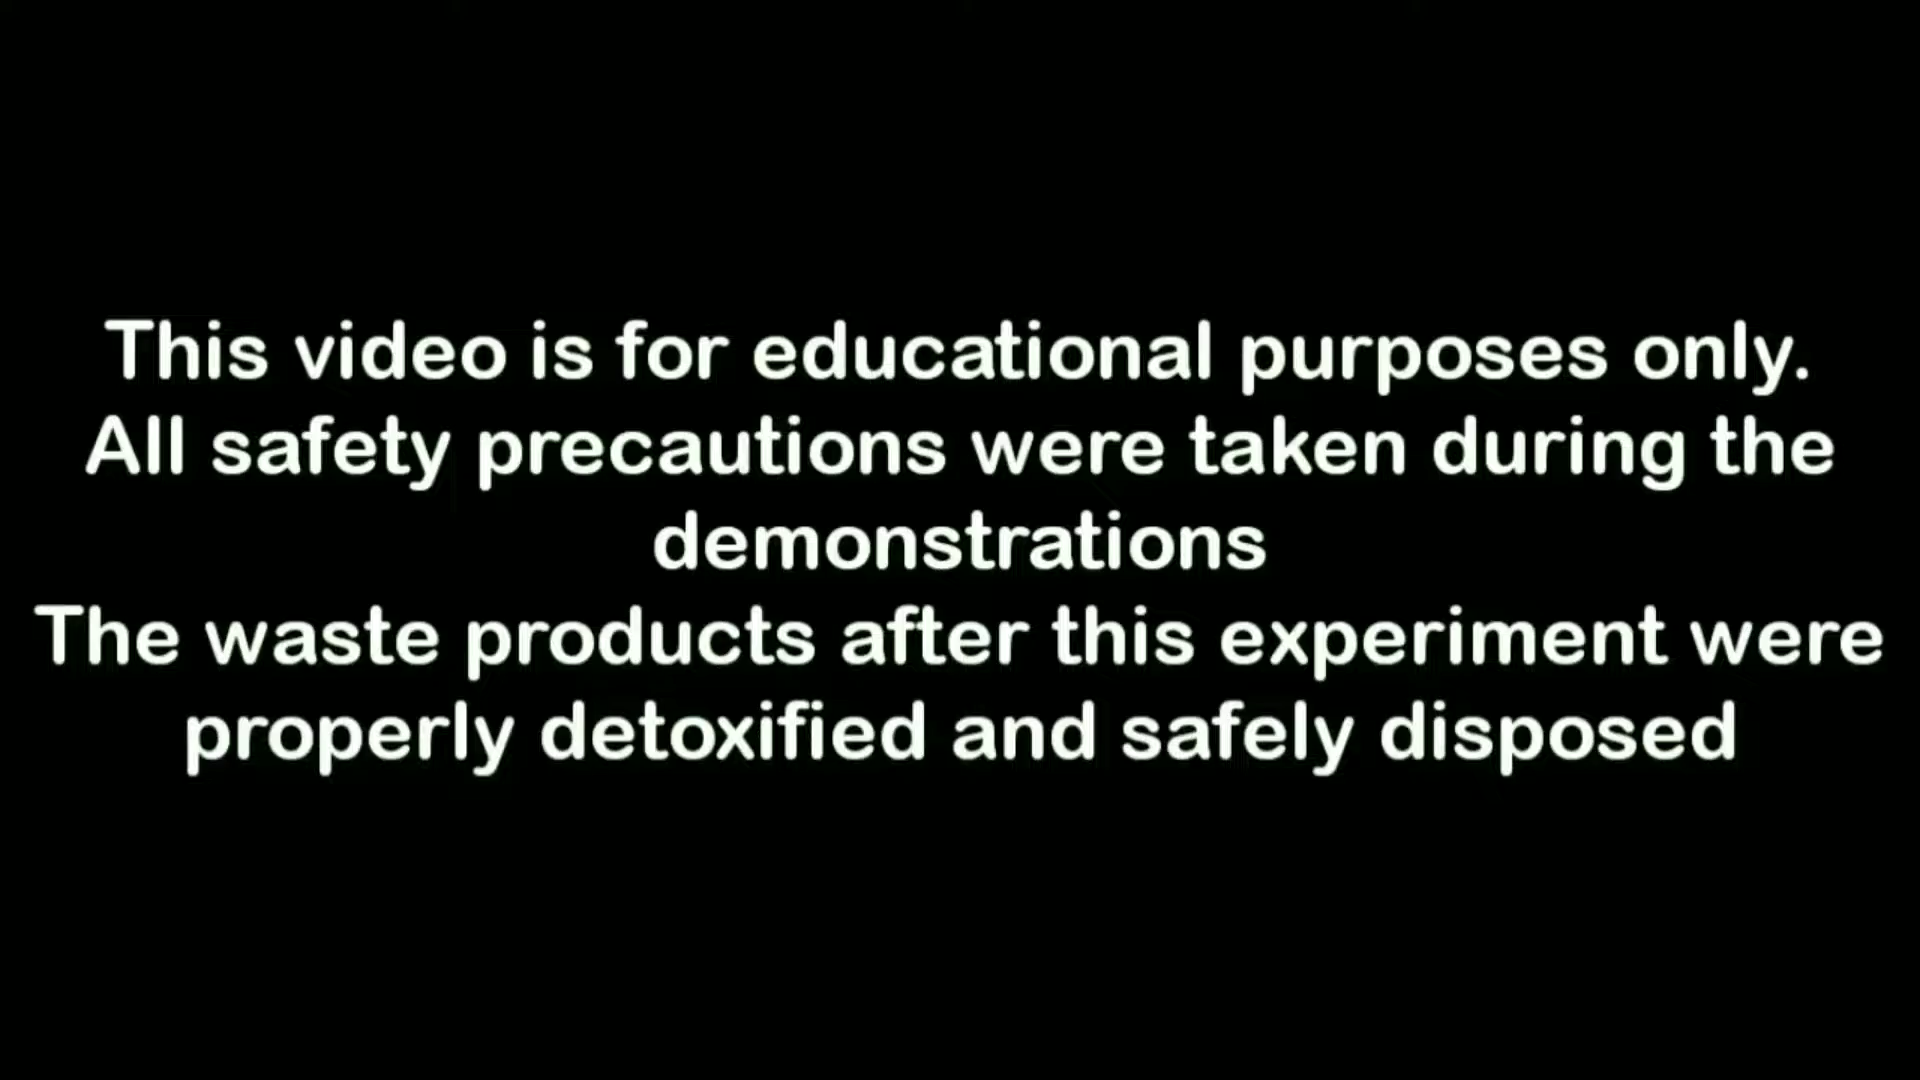 This video is for educational purposes only.
All safety precautions were taken during the
demonstrations
The waste products after this experiment were
properly detoxified and safely disposed